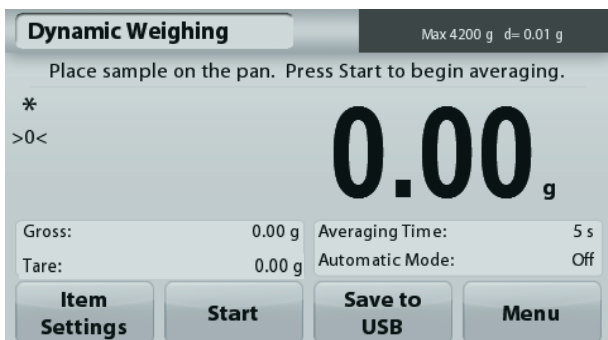 Dynamic Weighing
Max 4200 g d= 0.01 g
Place sample on the pan. Press Start to begin averaging.
*
>0<
0.00 g
Gross: 0.00 g
Tare: 0.00 g
Averaging Time: 5 s
Automatic Mode: Off
Item Settings
Start
Save to USB
Menu